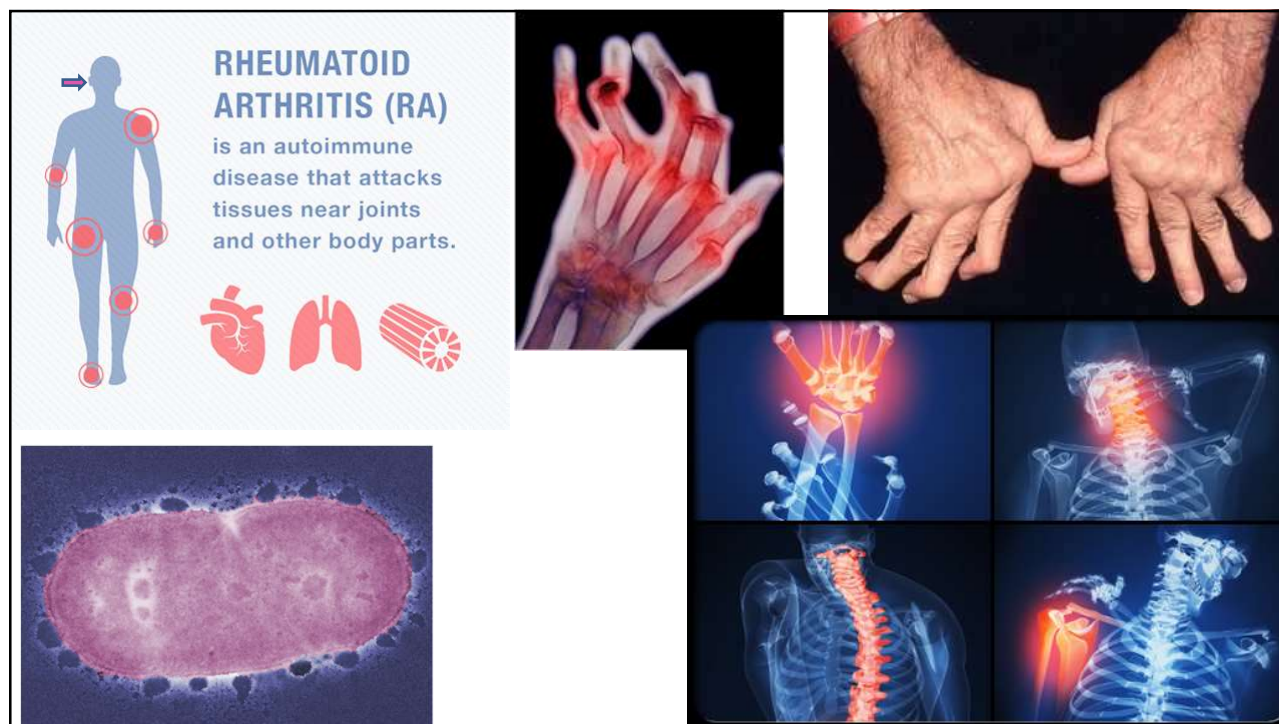 RHEUMATOID
ARTHRITIS (RA)
is an autoimmune
disease that attacks
tissues near joints
and other body parts.